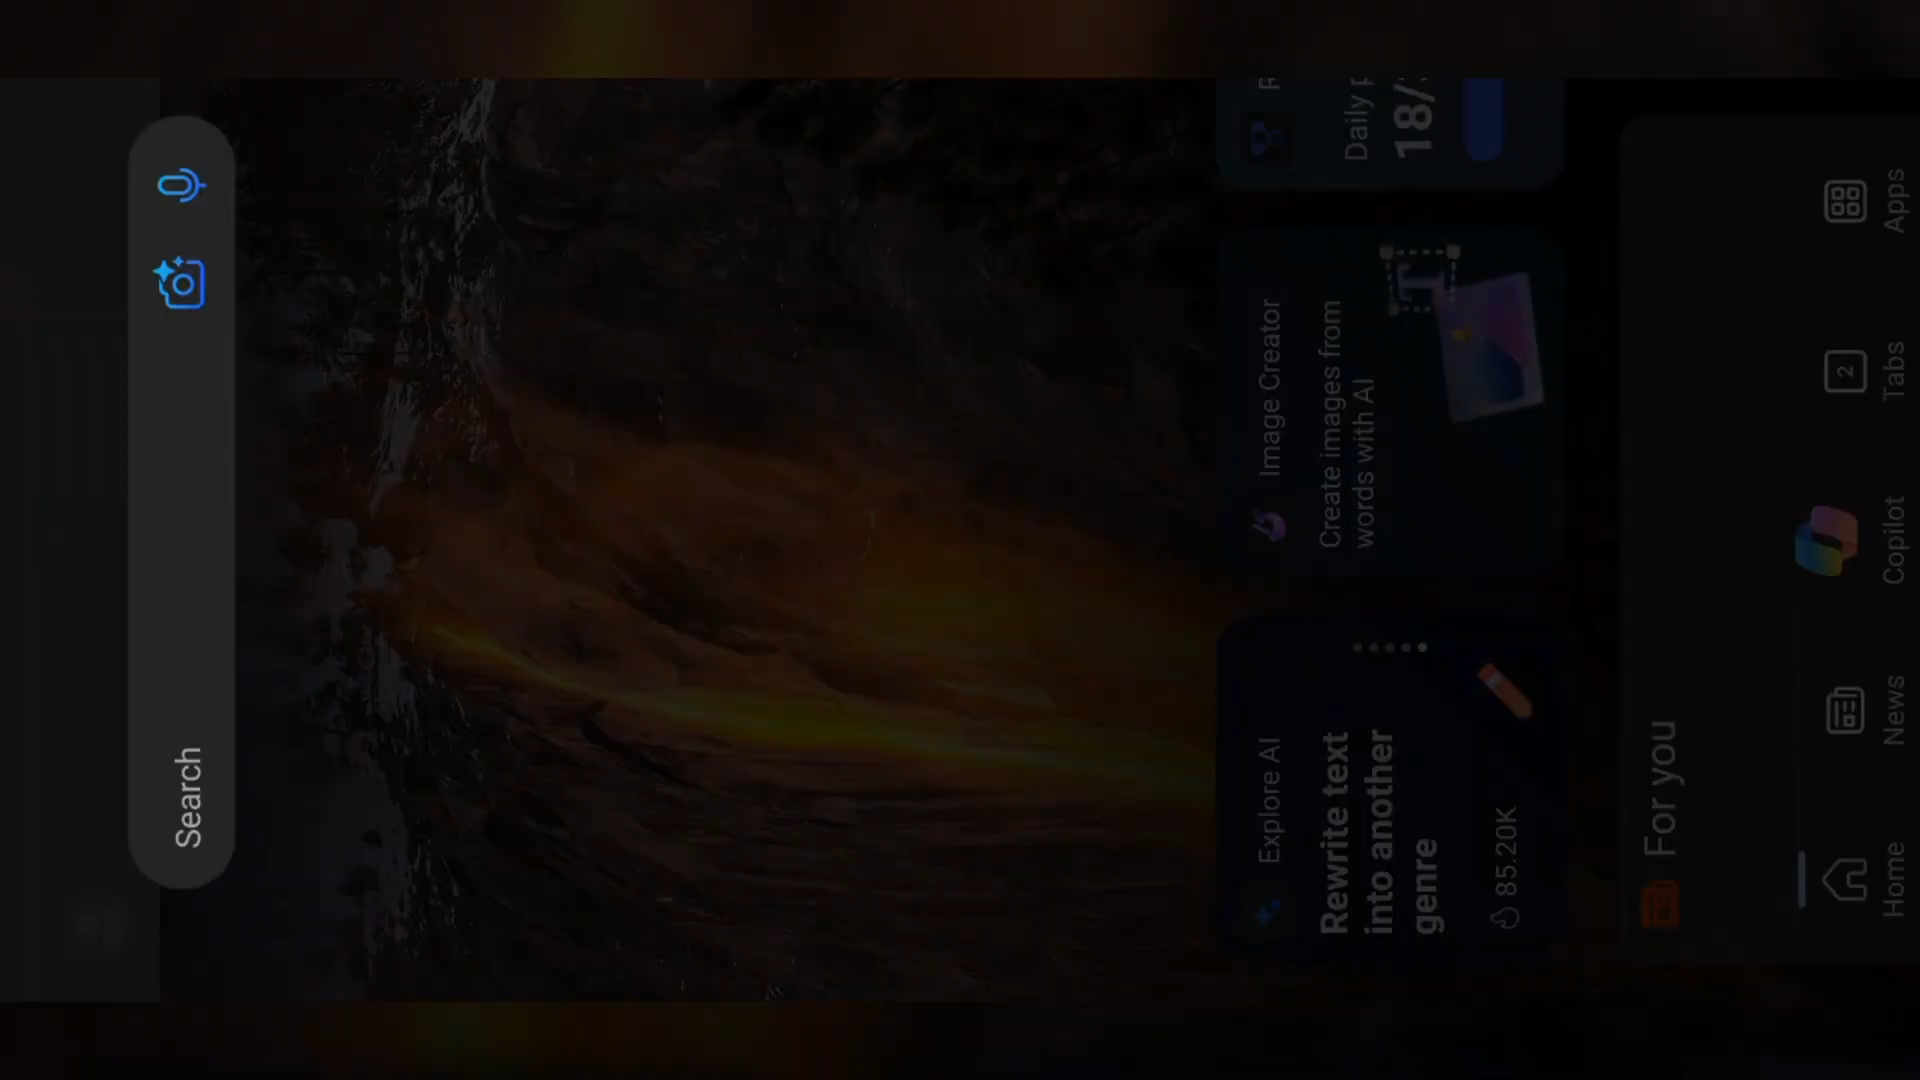 Search
Explore AI
Rewrite text
into another
genre
85.20K
Image Creator
Create images from
words with AI
Daily
18/
For you
Home
News
Copilot
2
Tabs
Apps